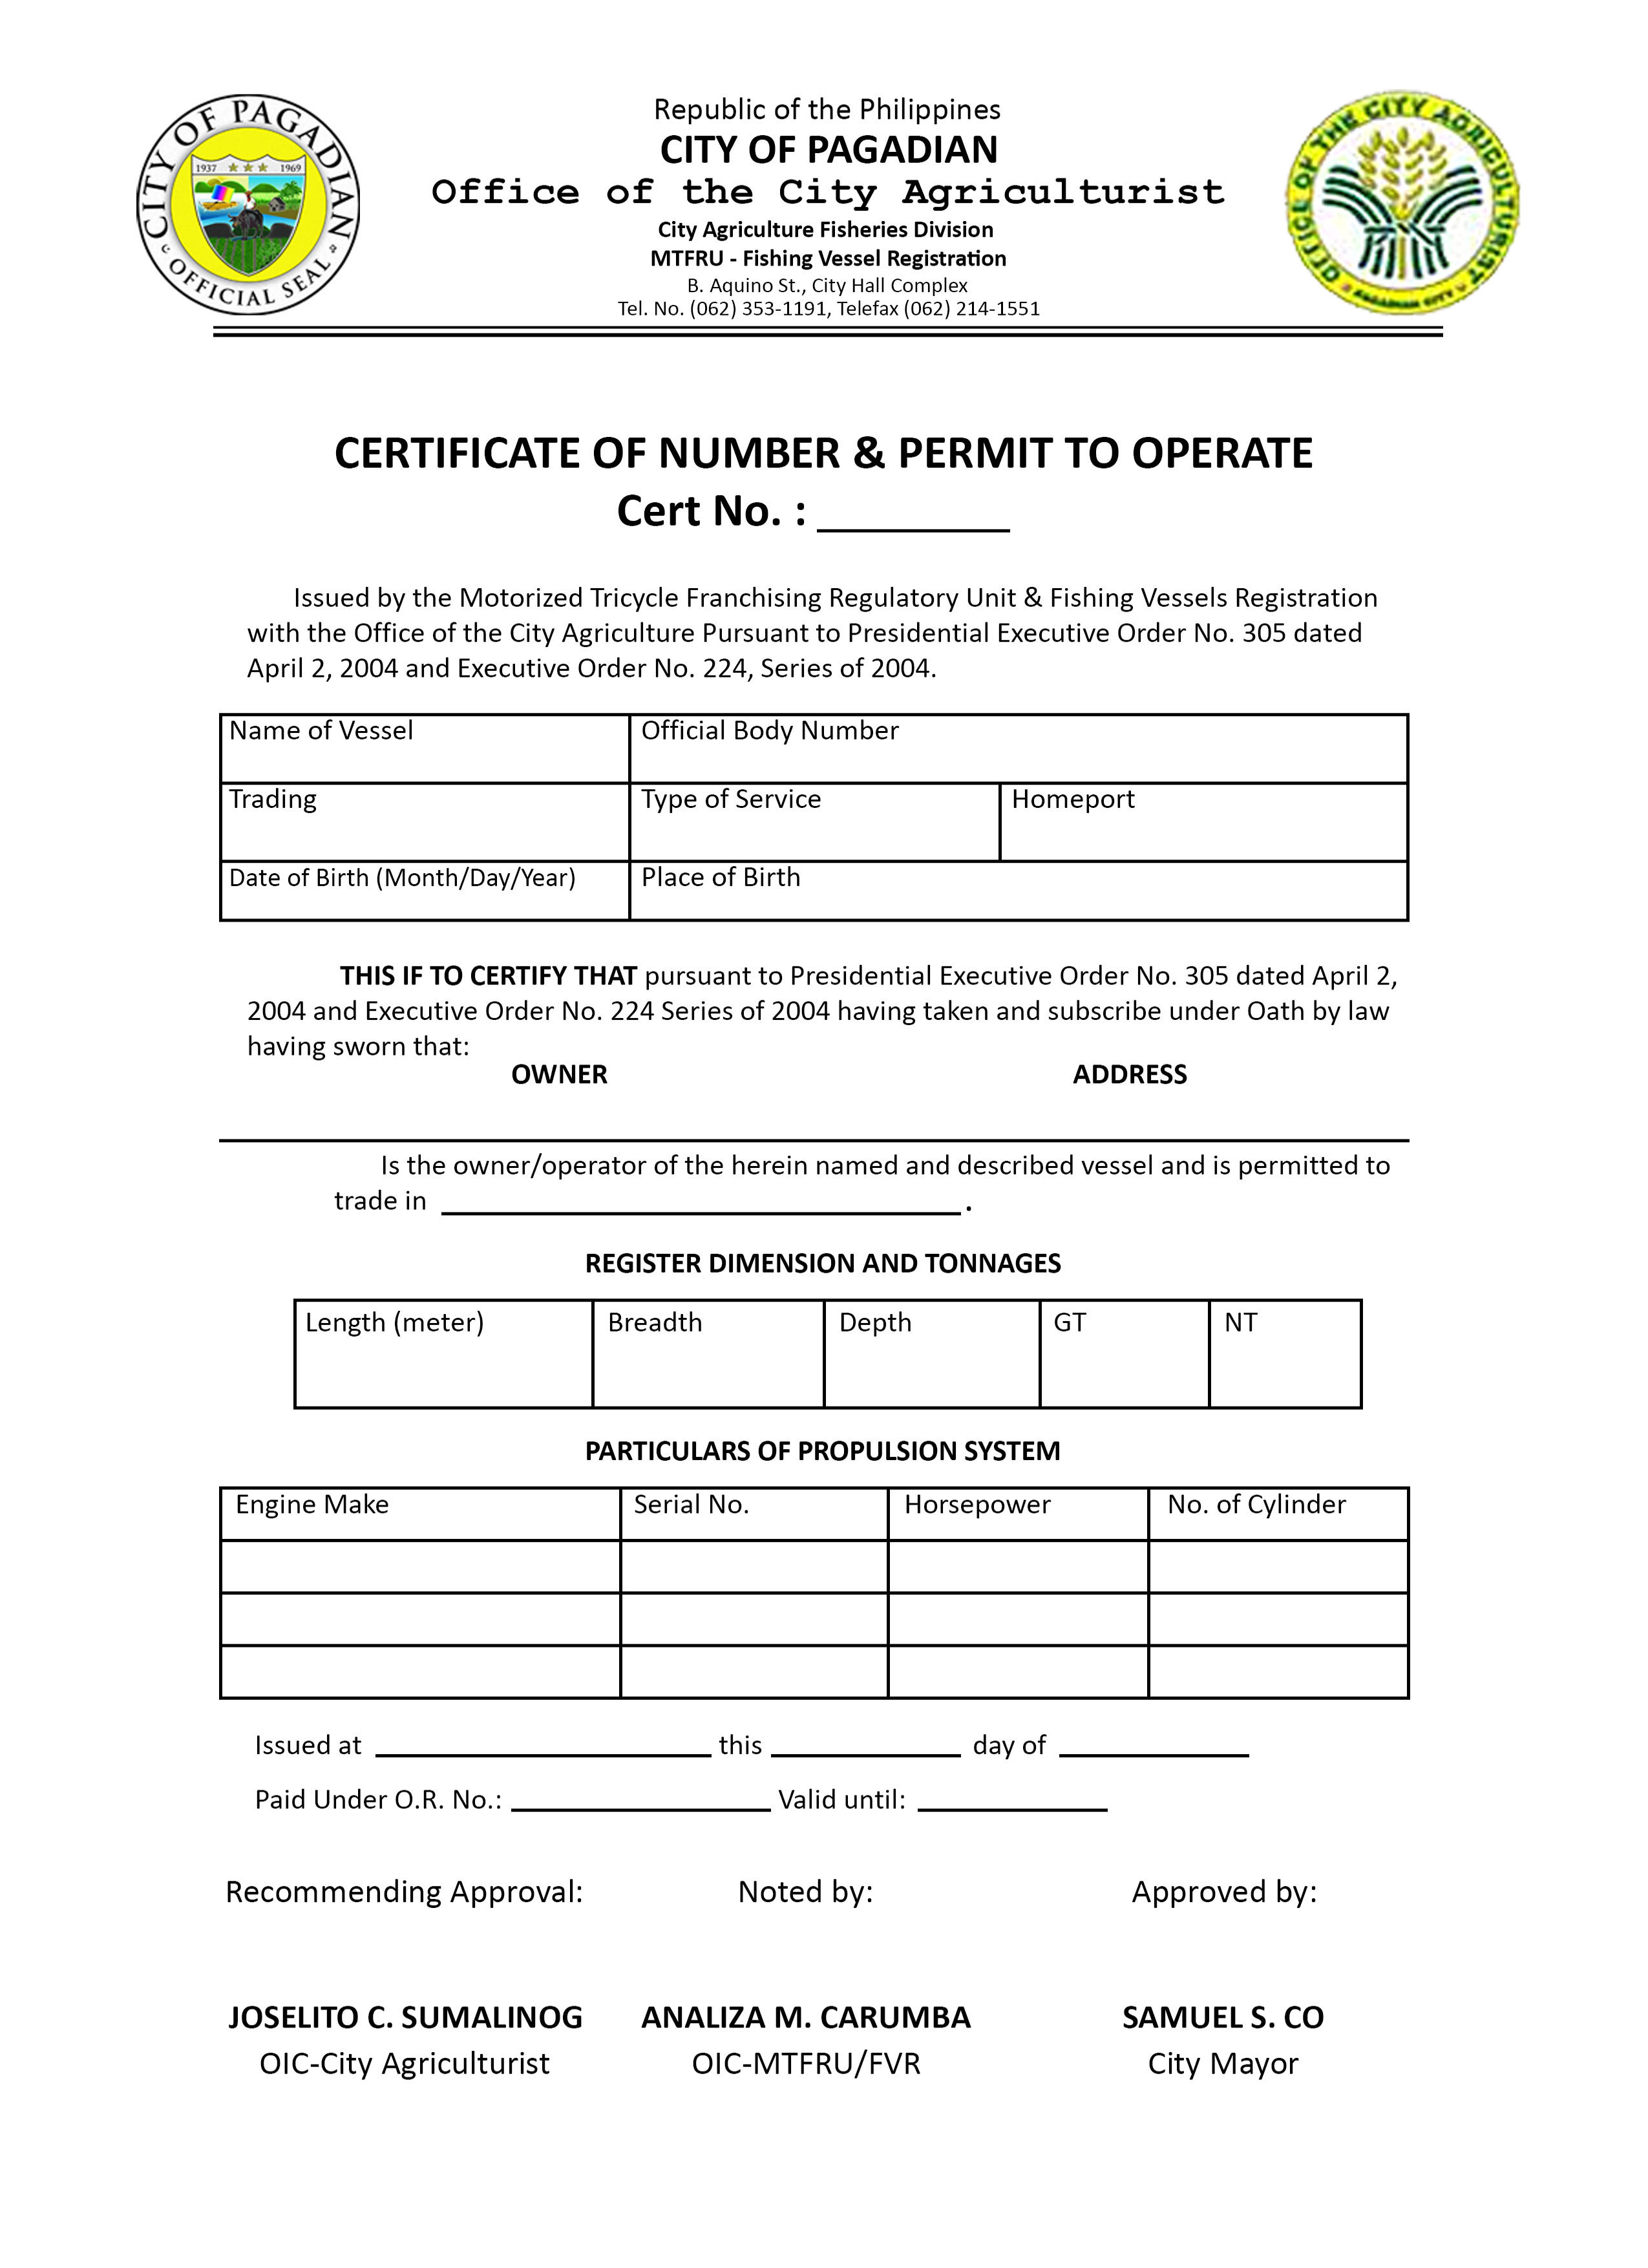 CITY OF PAGADIAN
1937 1969
OFFICIAL SEAL
Republic of the Philippines
CITY OF PAGADIAN
Office of the City Agriculturist
City Agriculture Fisheries Division
MTFRU - Fishing Vessel Registration
B. Aquino St., City Hall Complex
Tel. No. (062) 353-1191, Telefax (062) 214-1551
OFFICE OF THE CITY AGRICULTURIST
PAGADIAN CITY
CERTIFICATE OF NUMBER & PERMIT TO OPERATE
Cert No. : ________
Issued by the Motorized Tricycle Franchising Regulatory Unit & Fishing Vessels Registration
with the Office of the City Agriculture Pursuant to Presidential Executive Order No. 305 dated
April 2, 2004 and Executive Order No. 224, Series of 2004.
Name of Vessel Official Body Number
Trading Type of Service Homeport
Date of Birth (Month/Day/Year) Place of Birth
THIS IF TO CERTIFY THAT pursuant to Presidential Executive Order No. 305 dated April 2,
2004 and Executive Order No. 224 Series of 2004 having taken and subscribe under Oath by law
having sworn that:
OWNER ADDRESS
Is the owner/operator of the herein named and described vessel and is permitted to
trade in ______________________.
REGISTER DIMENSION AND TONNAGES
Length (meter) Breadth Depth GT NT
PARTICULARS OF PROPULSION SYSTEM
Engine Make Serial No. Horsepower No. of Cylinder
Issued at ______________ this ________ day of ________
Paid Under O.R. No.: ___________ Valid until: ________
Recommending Approval: Noted by: Approved by:
JOSELITO C. SUMALINOG ANALIZA M. CARUMBA SAMUEL S. CO
OIC-City Agriculturist OIC-MTFRU/FVR City Mayor